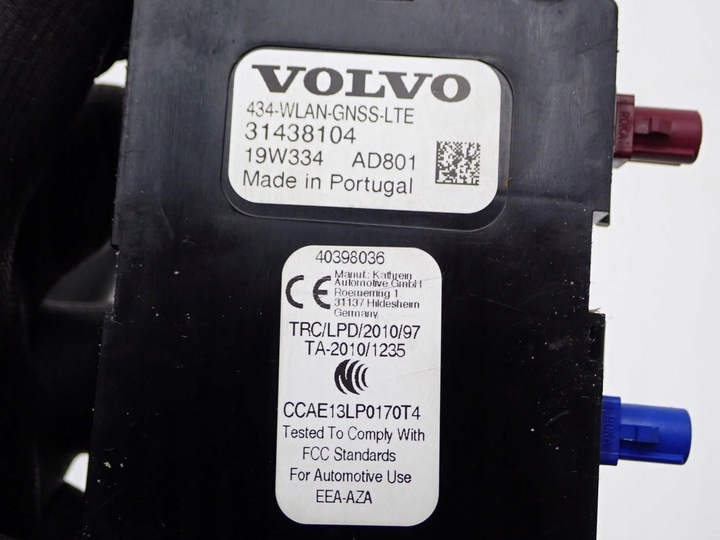 VOLVO
434-WLAN-GNSS-LTE
31438104
19W334 AD801
Made in Portugal
40398036
CE
Manuf.: Kathrein
Automotive GmbH
Roemerring 1
31137 Hildesheim
Germany
TRC/LPD/2010/97
TA-2010/1235
CCAE13LP0170T4
Tested To Comply With
FCC Standards
For Automotive Use
EEA-AZA